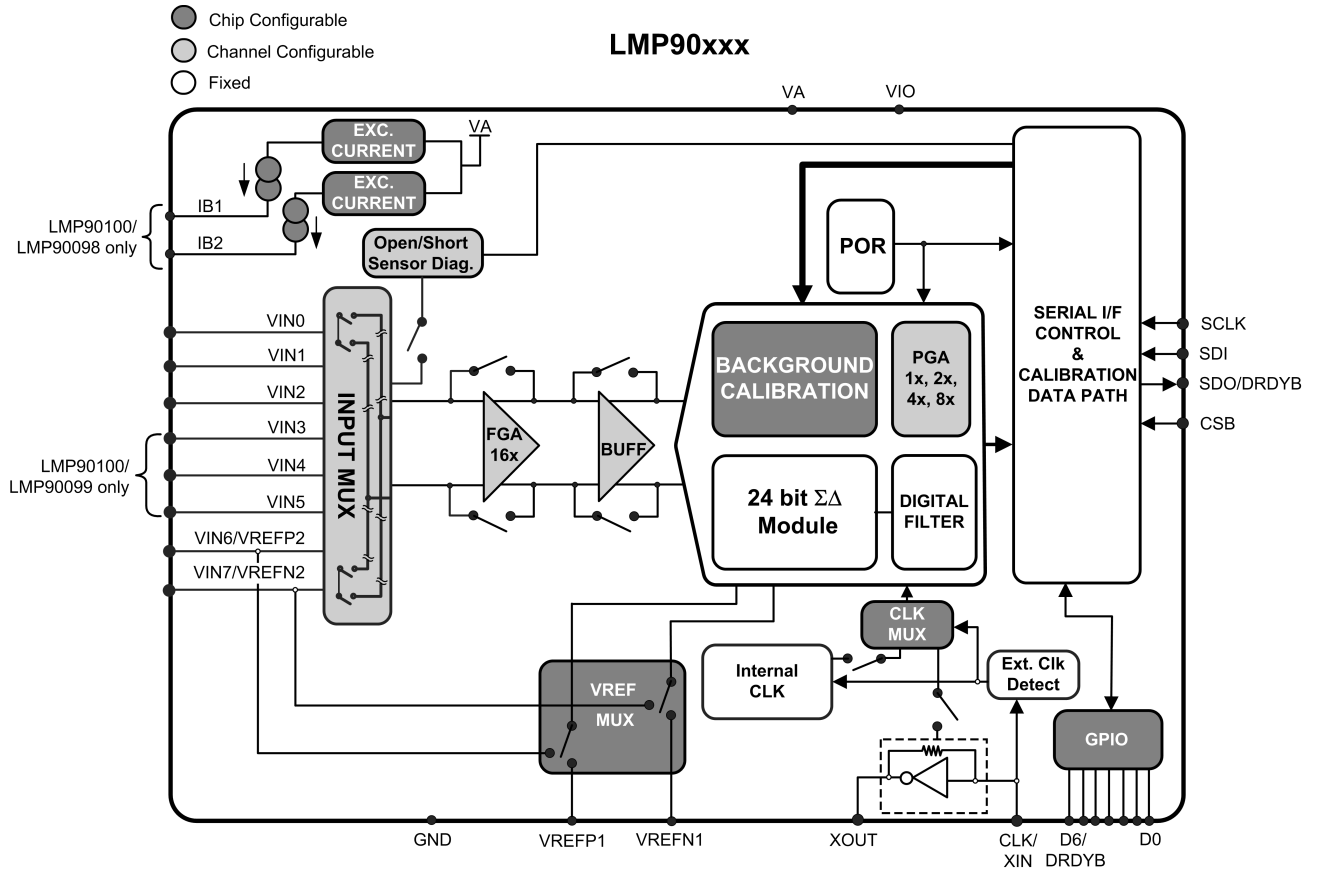 Chip Configurable
Channel Configurable
Fixed
LMP90xxx
VA
VIO
EXC.
CURRENT
VA
EXC.
CURRENT
IB1
IB2
LMP90100/
LMP90098 only
Open/Short
Sensor Diag.
POR
VIN0
VIN1
VIN2
VIN3
VIN4
VIN5
VIN6/VREFP2
VIN7/VREFN2
LMP90100/
LMP90099 only
INPUT MUX
FGA
16x
BUFF
BACKGROUND
CALIBRATION
PGA
1x, 2x,
4x, 8x
24 bit ΣΔ
Module
DIGITAL
FILTER
SERIAL I/F
CONTROL
&
CALIBRATION
DATA PATH
SCLK
SDI
SDO/DRDYB
CSB
CLK
MUX
Internal
CLK
Ext. Clk
Detect
VREF
MUX
GPIO
GND
VREFP1
VREFN1
XOUT
CLK/
XIN
D6/
DRDYB
D0